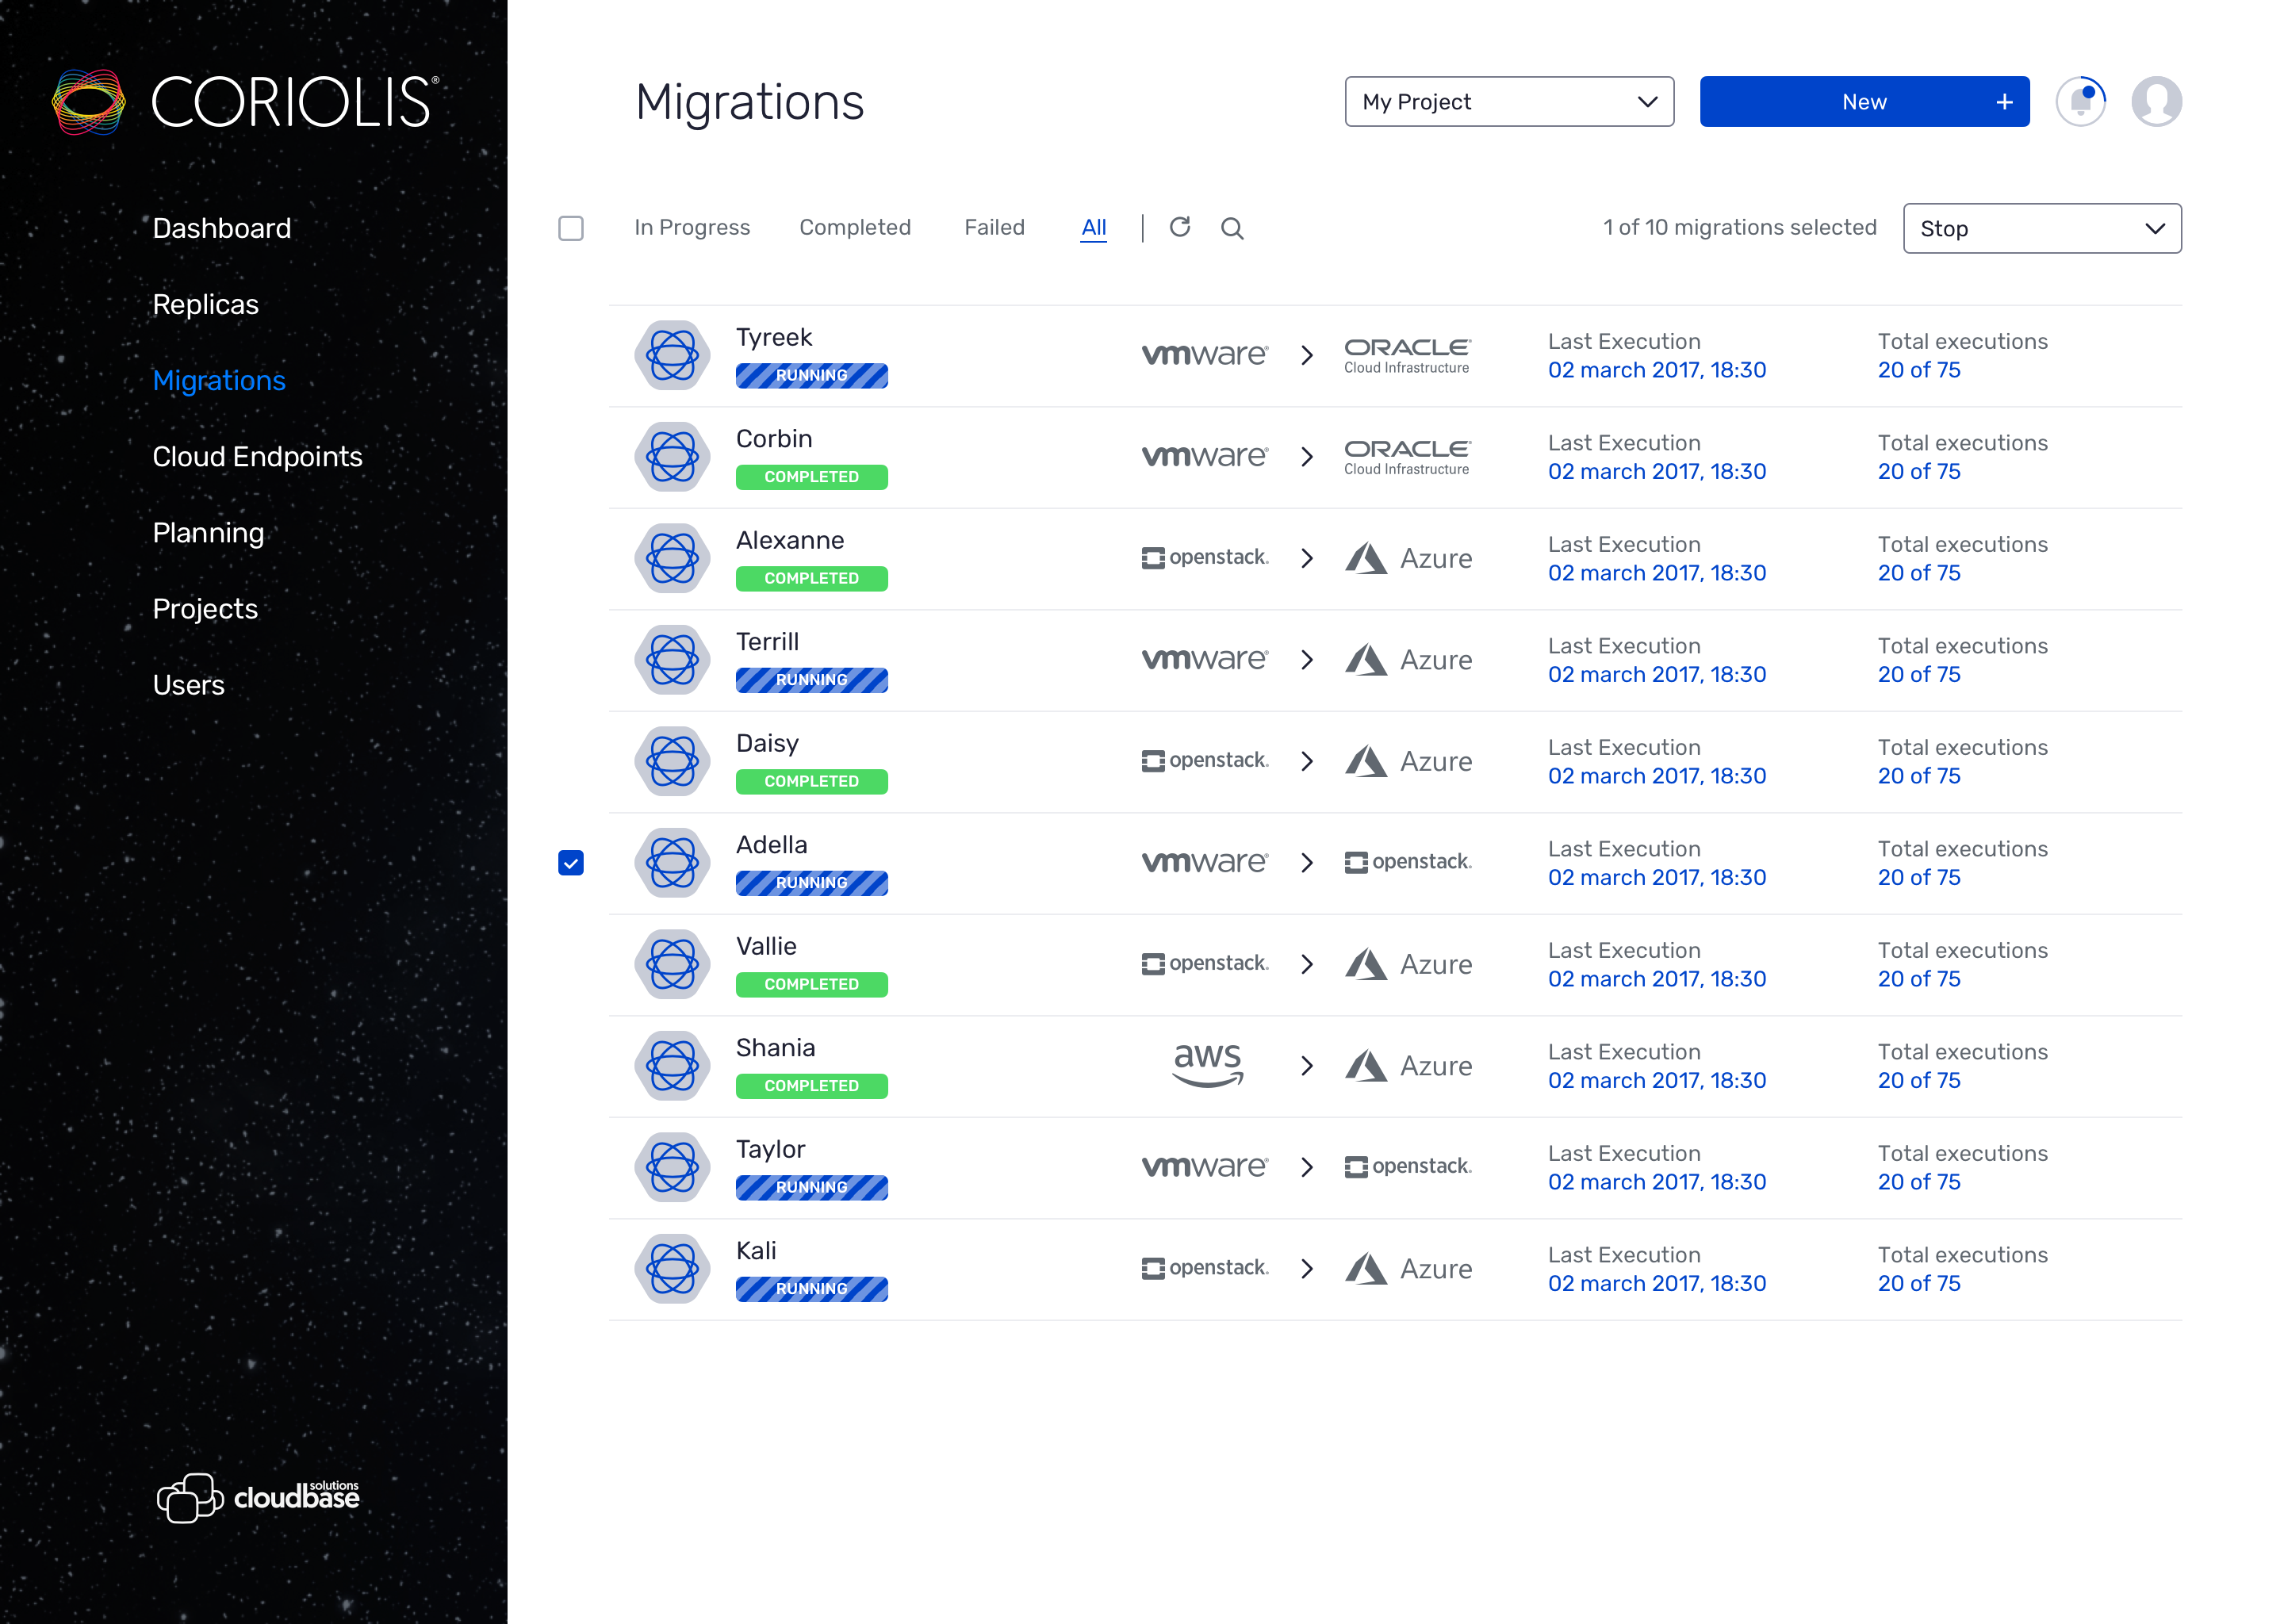 CORIOLIS®
Dashboard
Replicas
Migrations
Cloud Endpoints
Planning
Projects
Users
cloudbase solutions
Migrations
My Project
New +
In Progress Completed Failed All
1 of 10 migrations selected
Stop
Tyreek
RUNNING
vmware®
ORACLE®
Cloud Infrastructure
Last Execution
02 march 2017, 18:30
Total executions
20 of 75
Corbin
COMPLETED
vmware®
ORACLE®
Cloud Infrastructure
Last Execution
02 march 2017, 18:30
Total executions
20 of 75
Alexanne
COMPLETED
openstack.
Azure
Last Execution
02 march 2017, 18:30
Total executions
20 of 75
Terrill
RUNNING
vmware®
Azure
Last Execution
02 march 2017, 18:30
Total executions
20 of 75
Daisy
COMPLETED
openstack.
Azure
Last Execution
02 march 2017, 18:30
Total executions
20 of 75
Adella
RUNNING
vmware®
openstack.
Last Execution
02 march 2017, 18:30
Total executions
20 of 75
Vallie
COMPLETED
openstack.
Azure
Last Execution
02 march 2017, 18:30
Total executions
20 of 75
Shania
COMPLETED
aws
Azure
Last Execution
02 march 2017, 18:30
Total executions
20 of 75
Taylor
RUNNING
vmware®
openstack.
Last Execution
02 march 2017, 18:30
Total executions
20 of 75
Kali
RUNNING
openstack.
Azure
Last Execution
02 march 2017, 18:30
Total executions
20 of 75